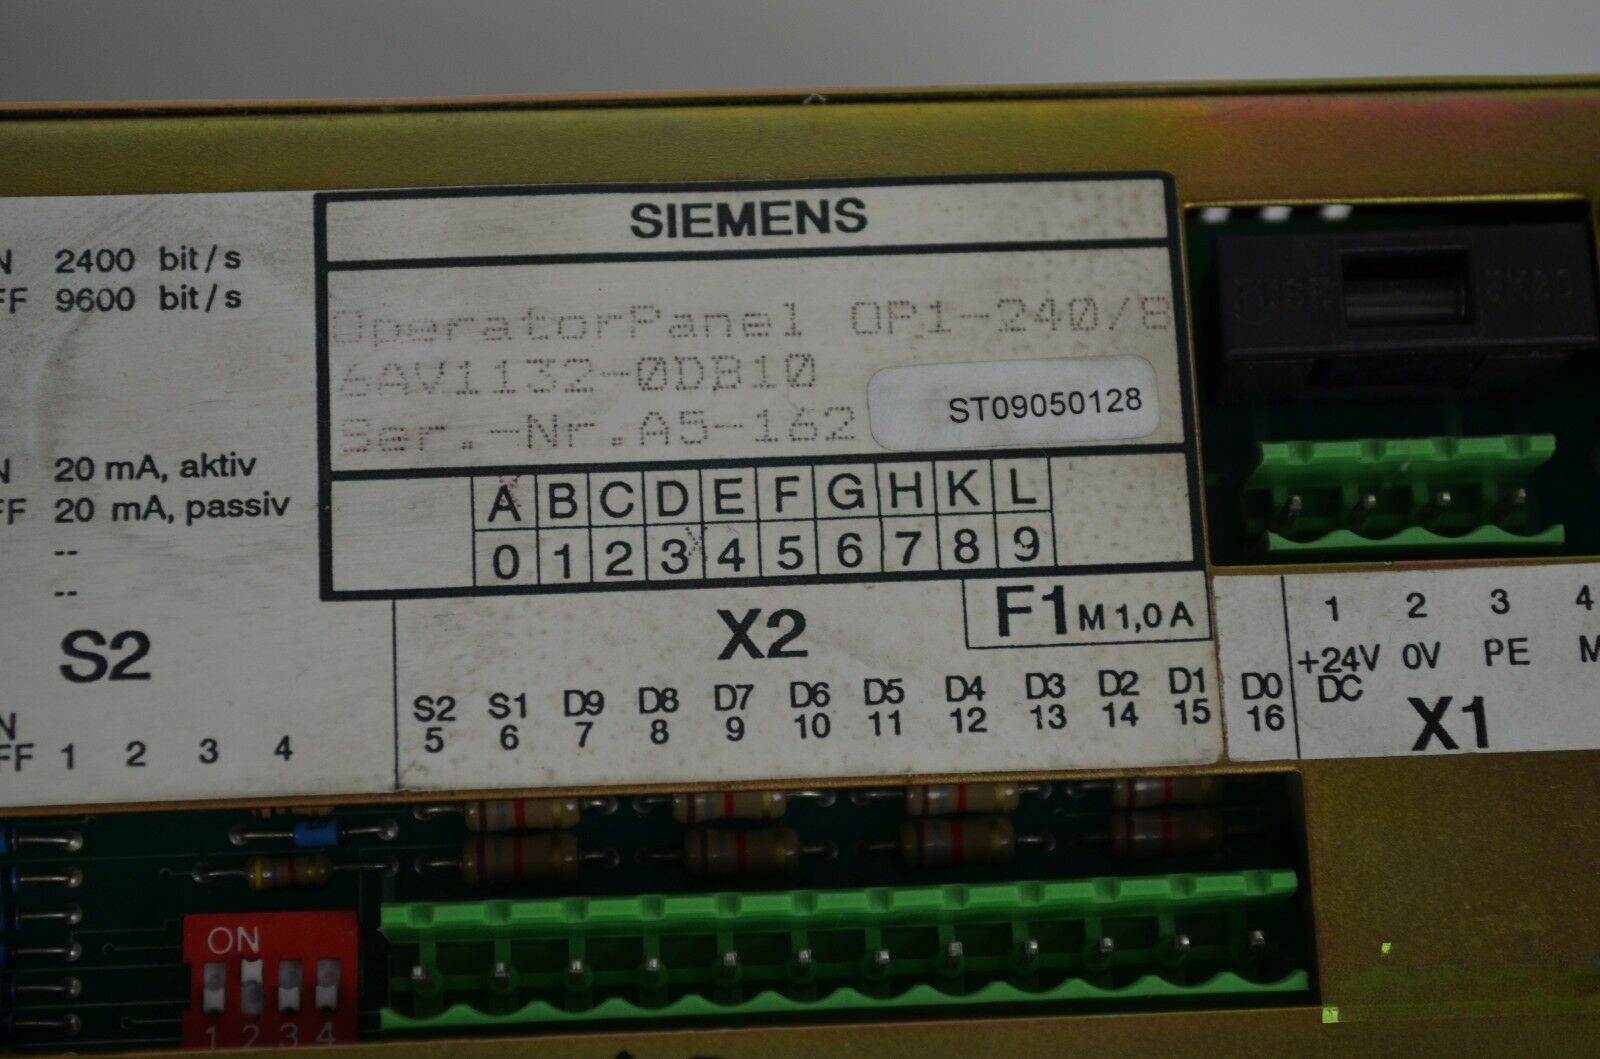 SIEMENS
N 2400 bit/s
FF 9600 bit/s
OperatorPanel OP1-240/8
6AV1132-0DB10
Ser.-Nr.A5-162
ST09050128
N 20 mA, aktiv
FF 20 mA, passiv
--
--
A B C D E F G H K L
0 1 2 3 4 5 6 7 8 9
S2
X2
F1 M 1,0 A
N
FF 1 2 3 4
S2 S1 D9 D8 D7 D6 D5 D4 D3 D2 D1 D0
5 6 7 8 9 10 11 12 13 14 15 16
1 2 3 4
+24V 0V PE M
DC
X1
ON
1 2 3 4